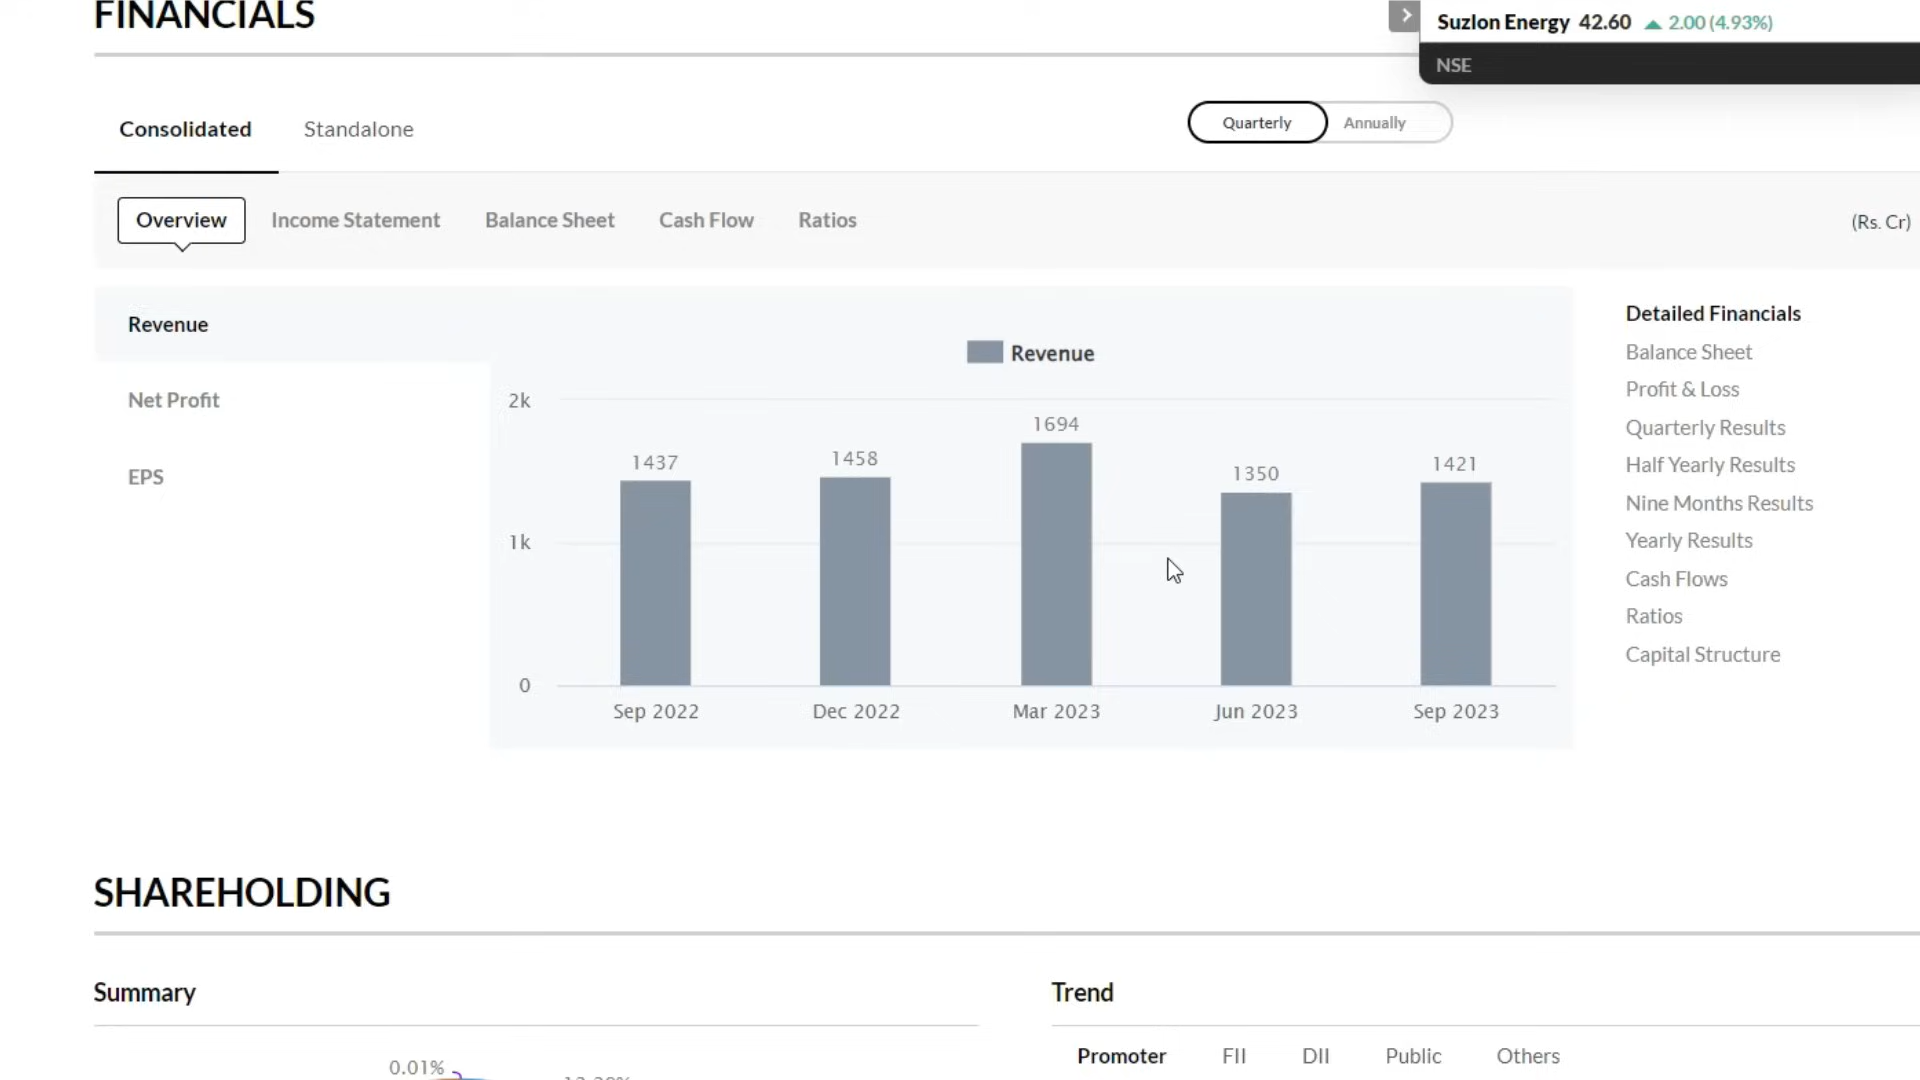 FINANCIALS
Suzlon Energy 42.60 ▲ 2.00 (4.93%)
NSE
Consolidated Standalone
Quarterly Annually
Overview Income Statement Balance Sheet Cash Flow Ratios
(Rs. Cr)
Revenue
Net Profit
EPS
Revenue
2k
1k
0
1437 1458 1694 1350 1421
Sep 2022 Dec 2022 Mar 2023 Jun 2023 Sep 2023
Detailed Financials
Balance Sheet
Profit & Loss
Quarterly Results
Half Yearly Results
Nine Months Results
Yearly Results
Cash Flows
Ratios
Capital Structure
SHAREHOLDING
Summary
0.01%
Trend
Promoter FII DII Public Others